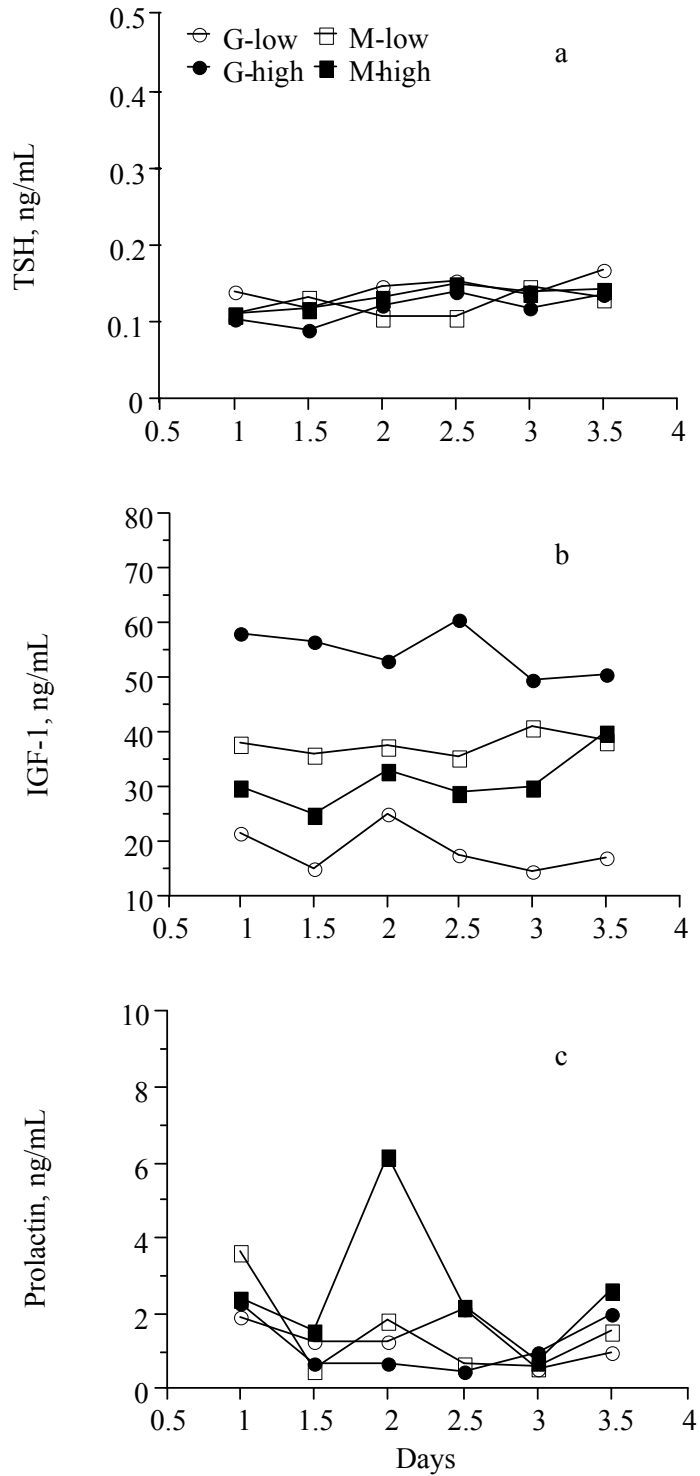 0.5
G-low M-low
G-high M-high
a
0.4
0.3
TSH, ng/mL
0.2
0.1
0
0.5 1 1.5 2 2.5 3 3.5 4
80
b
70
60
50
IGF-1, ng/mL
40
30
20
10
0.5 1 1.5 2 2.5 3 3.5 4
10
c
8
6
Prolactin, ng/mL
4
2
0
0.5 1 1.5 2 2.5 3 3.5 4
Days